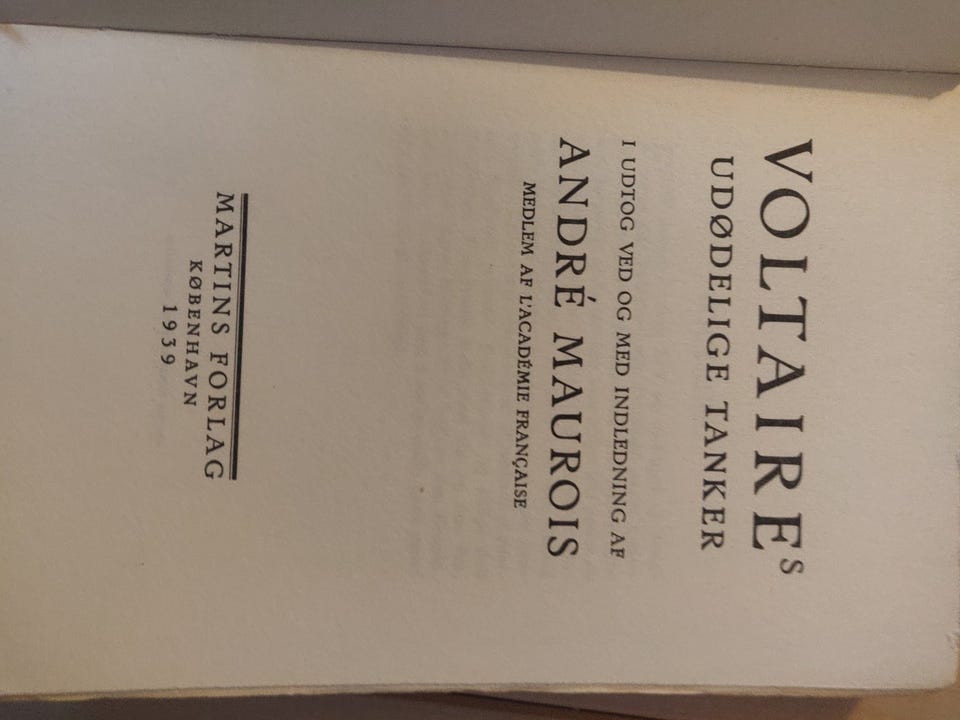 VOLTAIRES
UDØDELIGE TANKER
I UDTOG VED OG MED INDLEDNING AF
ANDRÉ MAUROIS
MEDLEM AF L'ACADÉMIE FRANÇAISE
MARTINS FORLAG
KØBENHAVN
1939